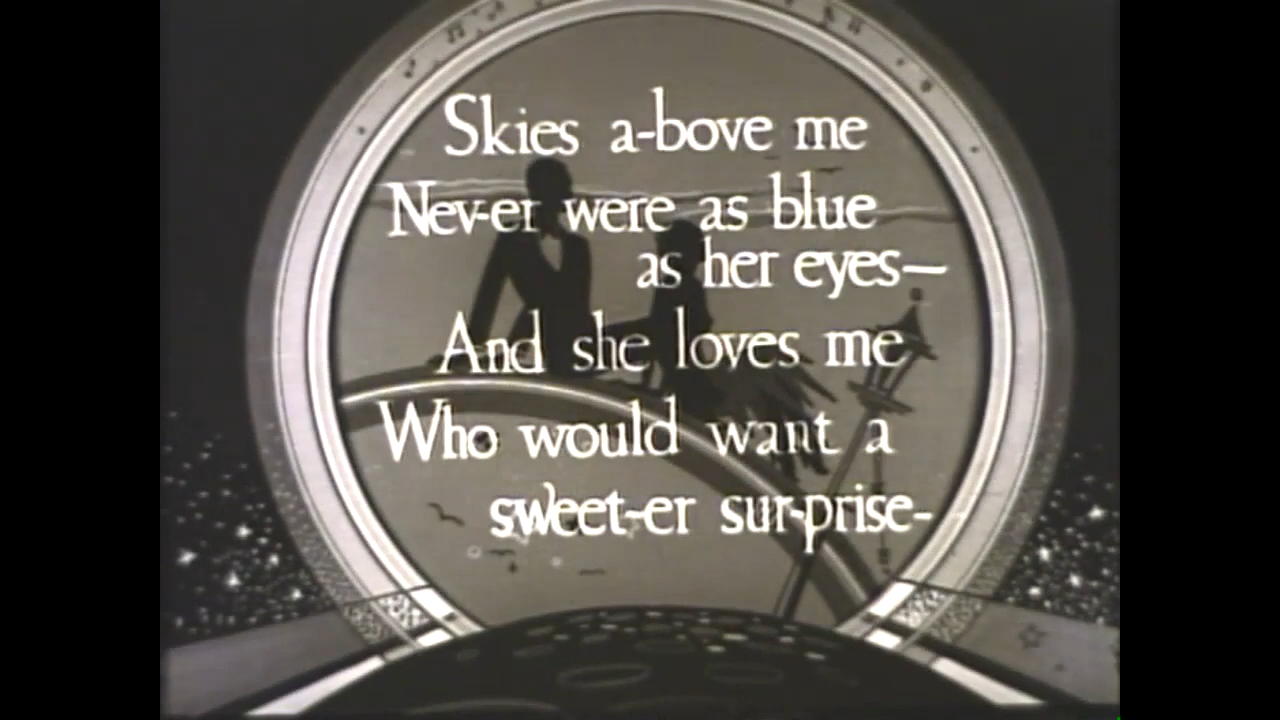 Skies a-bove me
Nev-er were as blue
as her eyes—
And she loves me
Who would want a
sweet-er sur-prise-